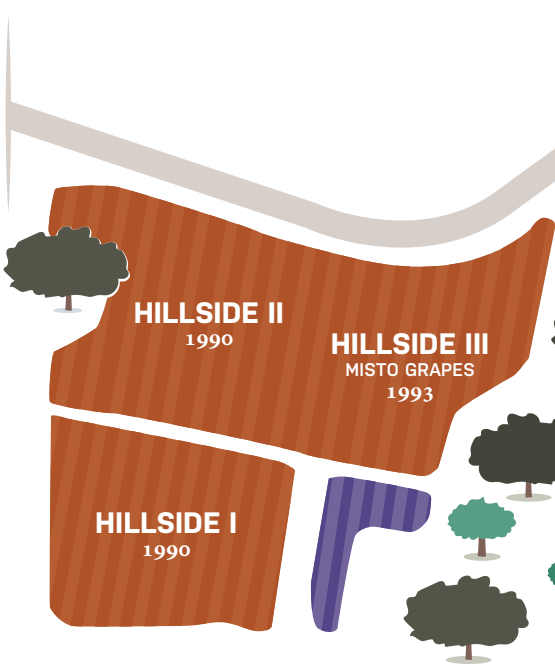 HILLSIDE II
1990
HILLSIDE III
MISTO GRAPES
1993
HILLSIDE I
1990